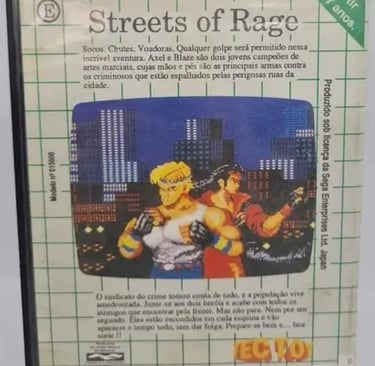 E
Streets of Rage
ir
7 anos.
Socos. Chutes. Voadoras. Qualquer golpe será permitido nessa
incrível aventura. Axel e Blaze são dois jovens campeões de
artes marciais, cujas mãos e pés são as principais armas contra
os criminosos que estão espalhados pelas perigosas ruas da
cidade.
Modelo nº 015000
Produzido sob licença da Sega Enterprises Ltd. Japan
O sindicato do crime tomou conta de tudo, e a população vive
amedrontada. Junte-se aos dois heróis e acabe com todos os
inimigos que encontrar pela frente. Mas não pare. Nem por um
segundo. Eles estão escondidos em cada esquina e vão
aparecer o tempo todo, sem dar folga. Prepare-se bem e... boa
sorte !!
TEC TOY